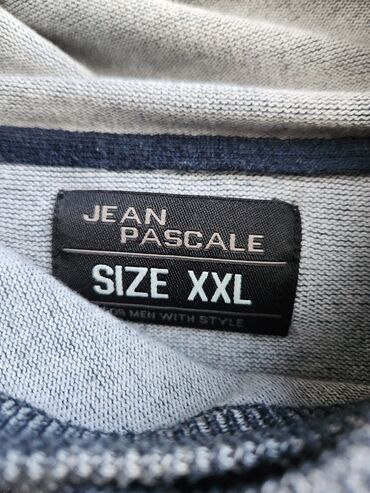 JEAN
PASCALE
SIZE XXL
FOR MEN WITH STYLE